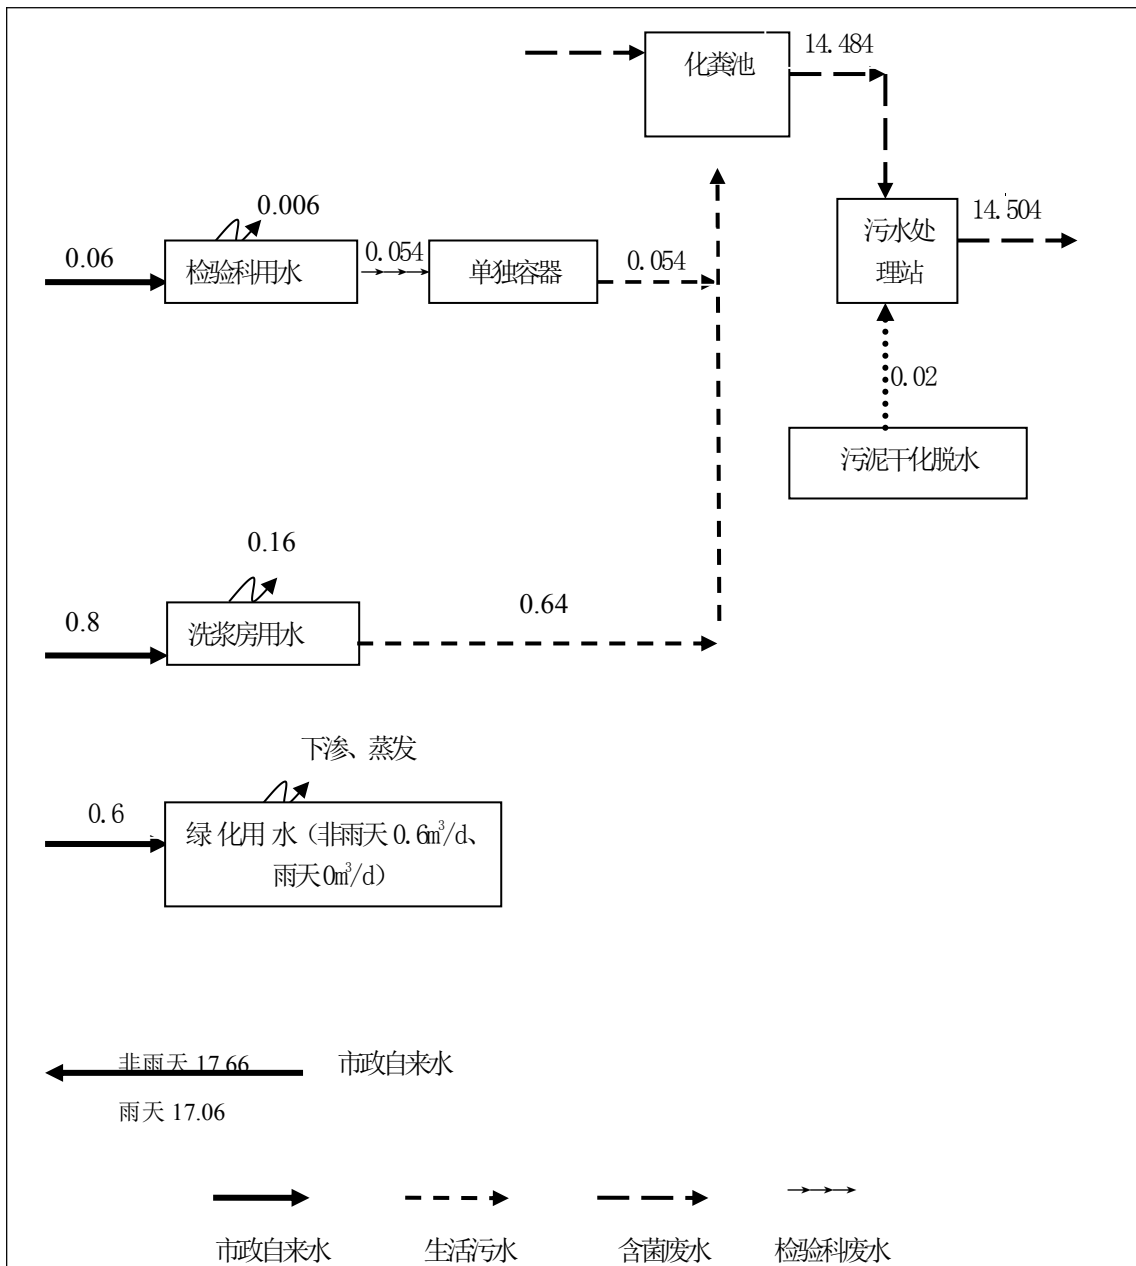 14.484
化粪池
0.006
14.504
污水处
理站
0.06
检验科用水
0.054
单独容器
0.054
0.02
污泥干化脱水
0.16
0.8
洗浆房用水
0.64
下渗、蒸发
0.6
绿化用水（非雨天0.6m³/d、
雨天0m³/d）
非雨天 17.66
市政自来水
雨天 17.06
市政自来水
生活污水
含菌废水
检验科废水